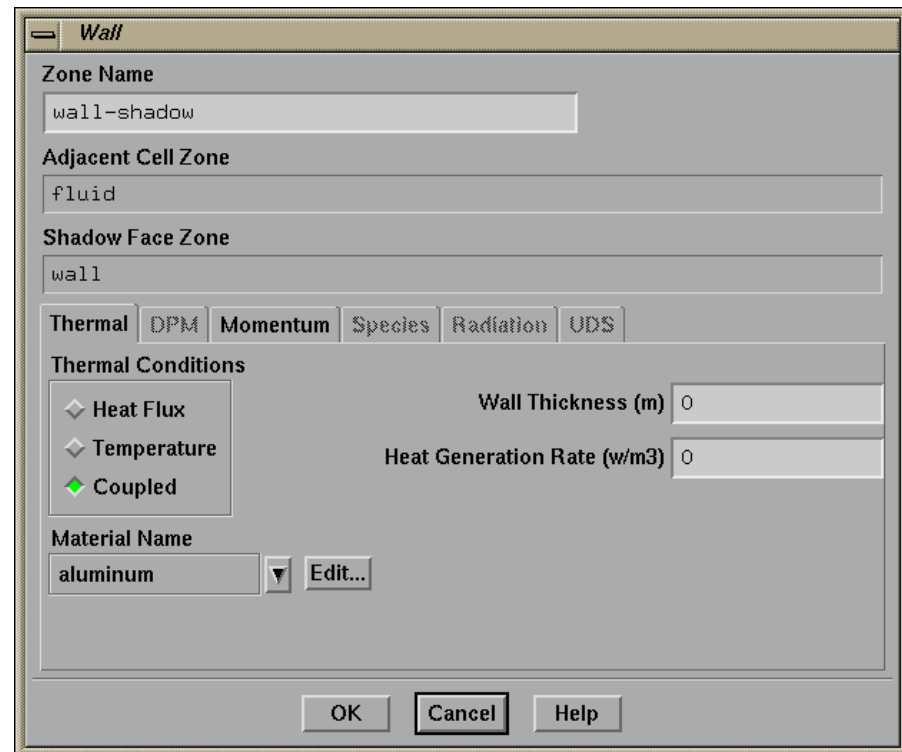 Wall
Zone Name
wall-shadow
Adjacent Cell Zone
fluid
Shadow Face Zone
wall
Thermal DPM Momentum Species Radiation UDS
Thermal Conditions
Heat Flux
Wall Thickness (m) 0
Temperature
Heat Generation Rate (w/m3) 0
Coupled
Material Name
aluminum Edit...
OK Cancel Help